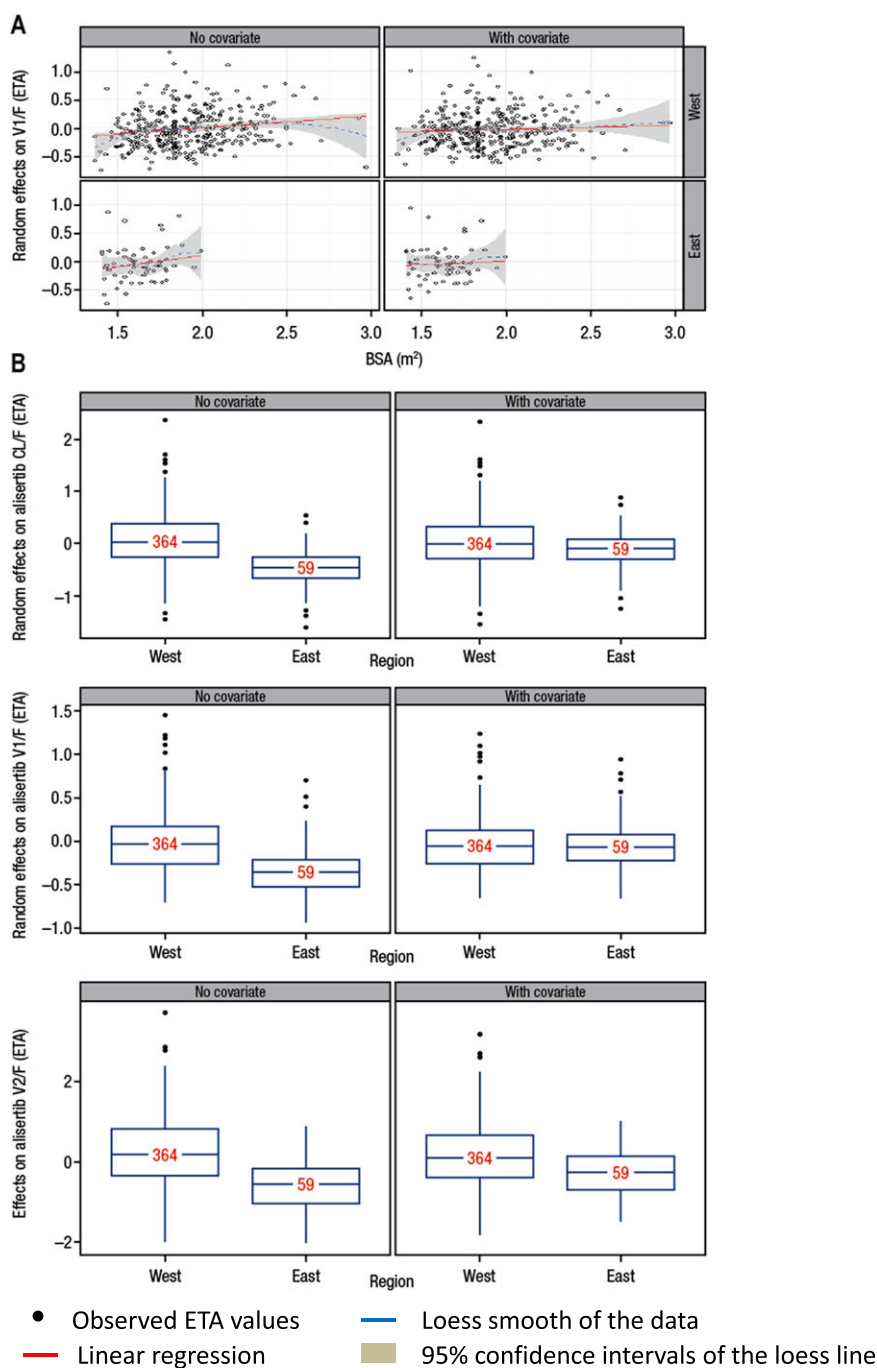 A
No covariate
With covariate
Random effects on V1/F (ETA)
1.0
0.5
0.0
–0.5
West
1.0
0.5
0.0
–0.5
East
1.5
2.0
2.5
3.0
1.5
2.0
2.5
3.0
BSA (m²)
B
No covariate
With covariate
Random effects on alisertib CL/F (ETA)
2
1
0
–1
364
59
364
59
West
East
Region
West
East
No covariate
With covariate
Random effects on alisertib V1/F (ETA)
1.5
1.0
0.5
0.0
–0.5
–1.0
364
59
364
59
West
East
Region
West
East
No covariate
With covariate
Effects on alisertib V2/F (ETA)
2
0
–2
364
59
364
59
West
East
Region
West
East
Observed ETA values
Loess smooth of the data
Linear regression
95% confidence intervals of the loess line